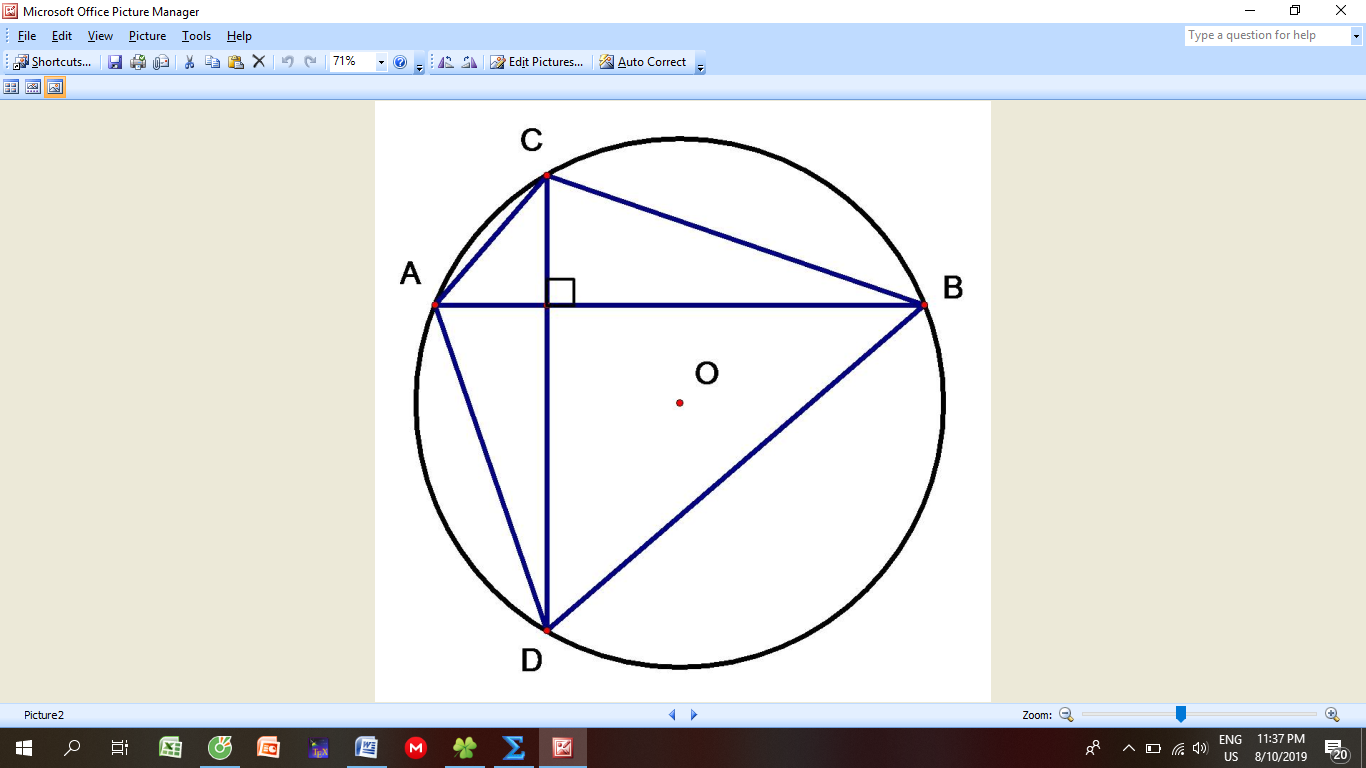 Microsoft Office Picture Manager
File Edit View Picture Tools Help
Type a question for help
Shortcuts... 71% Edit Pictures... Auto Correct
C
A
B
O
D
Picture2
Zoom:
ENG 11:37 PM
US 8/10/2019
20